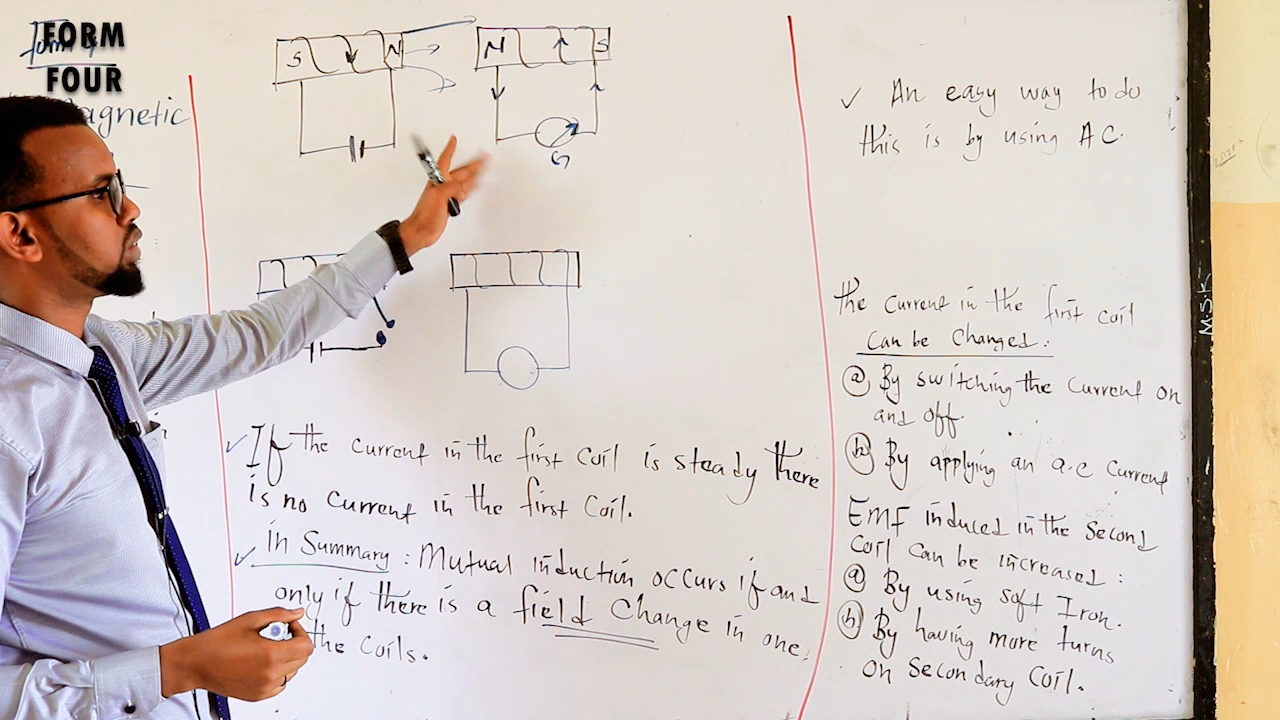 FORM
FOUR
Form 4
agnetic
S N
N S
G
✓ If the current in the first coil is steady there
is no current in the first Coil.
✓ in Summary : Mutual induction occurs if and
only if there is a field Change in one
the Coils.
✓ An easy way to do
this is by using AC.
the current in the first coil
can be Changed:
(a) By switching the current on
and off.
(b) By applying an a.c current
EMF induced in the second
coil can be increased:
(a) By using soft Iron.
(b) By having more turns
on secondary coil.
M.S.K